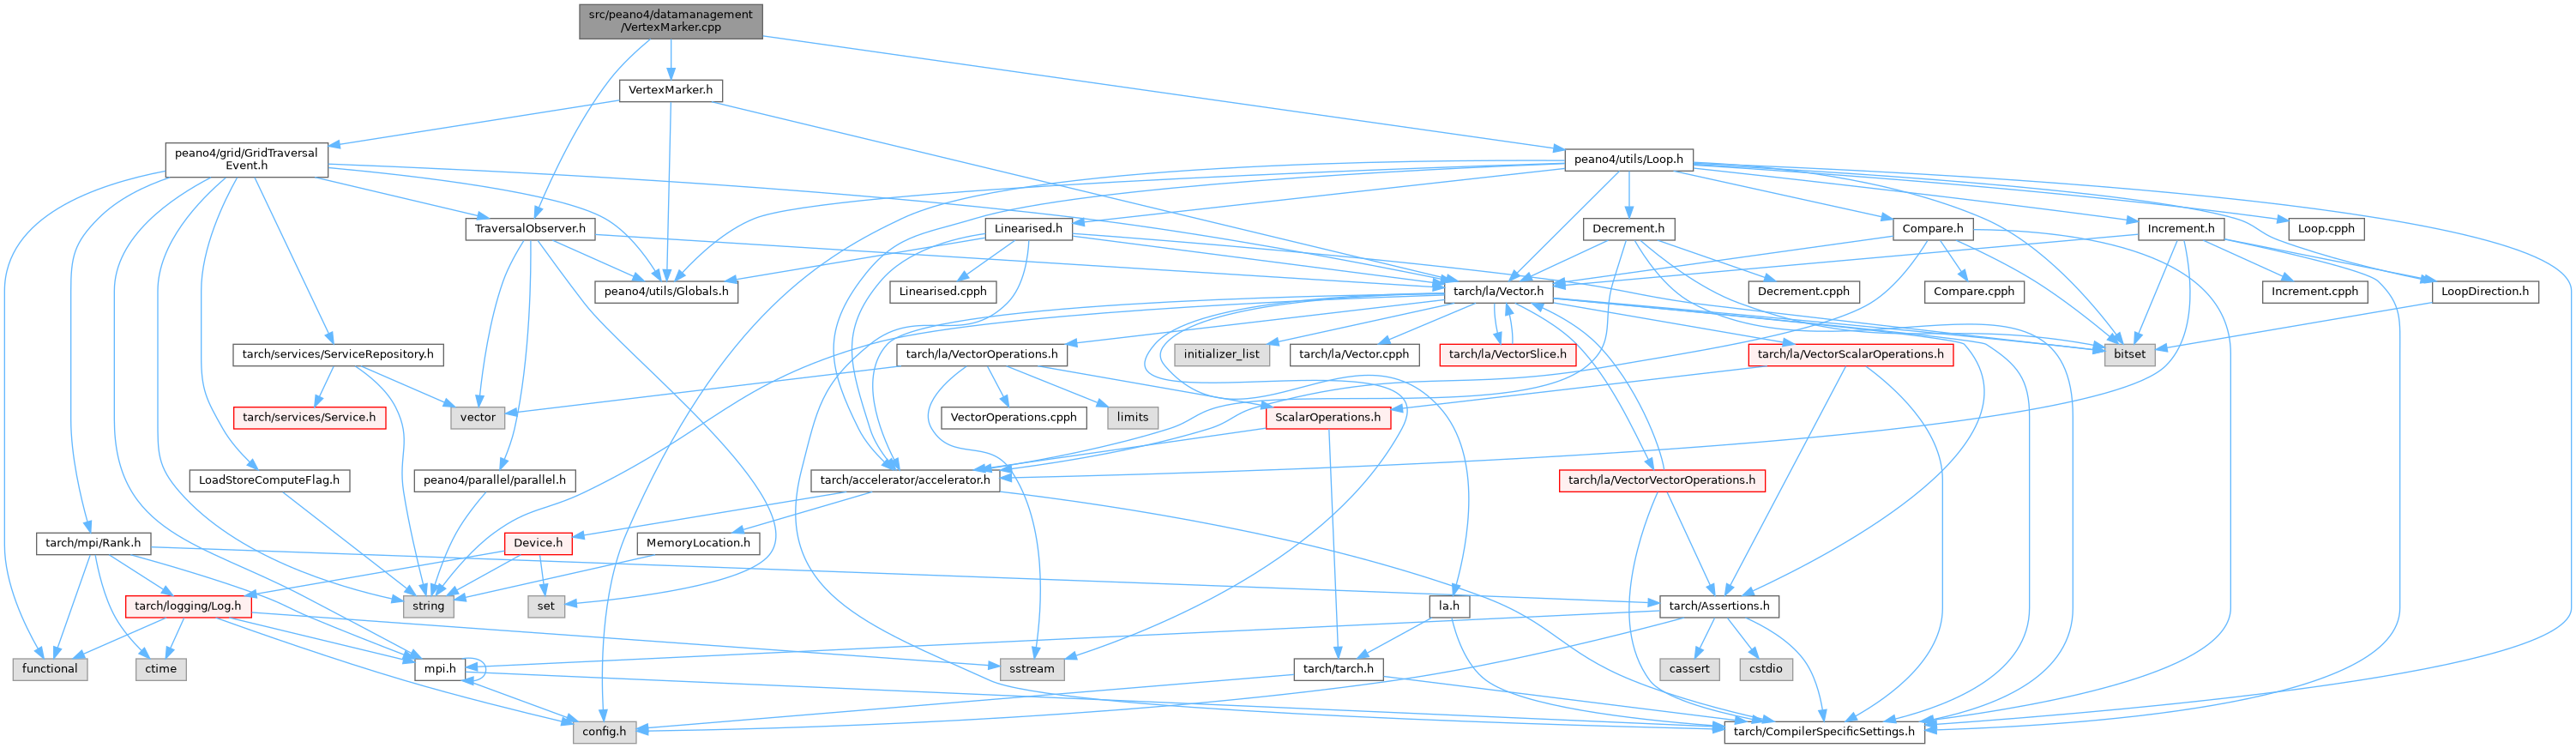 src/peano4/datamanagement
/VertexMarker.cpp
VertexMarker.h
peano4/grid/GridTraversal
Event.h
peano4/utils/Loop.h
TraversalObserver.h
Linearised.h
Decrement.h
Compare.h
Increment.h
Loop.cpph
peano4/utils/Globals.h
Linearised.cpph
tarch/la/Vector.h
Decrement.cpph
Compare.cpph
Increment.cpph
LoopDirection.h
tarch/services/ServiceRepository.h
tarch/la/VectorOperations.h
initializer_list
tarch/la/Vector.cpph
tarch/la/VectorSlice.h
tarch/la/VectorScalarOperations.h
bitset
tarch/services/Service.h
vector
VectorOperations.cpph
limits
ScalarOperations.h
LoadStoreComputeFlag.h
peano4/parallel/parallel.h
tarch/accelerator/accelerator.h
tarch/la/VectorVectorOperations.h
tarch/mpi/Rank.h
Device.h
MemoryLocation.h
tarch/logging/Log.h
string
set
la.h
tarch/Assertions.h
functional
ctime
mpi.h
sstream
tarch/tarch.h
cassert
cstdio
config.h
tarch/CompilerSpecificSettings.h